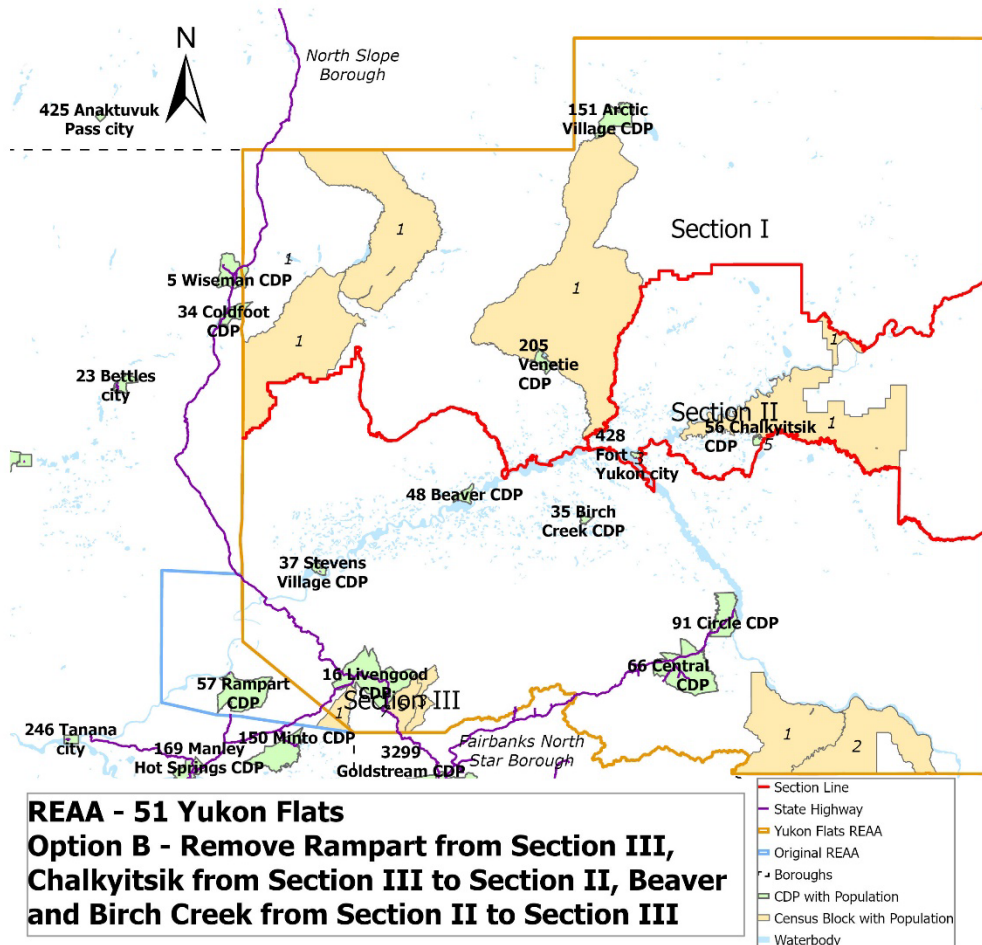 N
North Slope
Borough
425 Anaktuvuk
Pass city
151 Arctic
Village CDP
Section I
1
1
1
1
5 Wiseman CDP
34 Coldfoot
CDP
1
205
Venetie
CDP
23 Bettles
city
Section II
1
56 Chalkyitsik
CDP
1
5
428
Fort
Yukon city
48 Beaver CDP
35 Birch
Creek CDP
37 Stevens
Village CDP
91 Circle CDP
66 Central
CDP
16 Livengood
CDP
57 Rampart
CDP
Section III
1
246 Tanana
city
150 Minto CDP
169 Manley
Hot Springs CDP
3299
Goldstream CDP
Fairbanks North
Star Borough
1
2
REAA - 51 Yukon Flats
Option B - Remove Rampart from Section III,
Chalkyitsik from Section III to Section II, Beaver
and Birch Creek from Section II to Section III
Section Line
State Highway
Yukon Flats REAA
Original REAA
Boroughs
CDP with Population
Census Block with Population
Waterbody